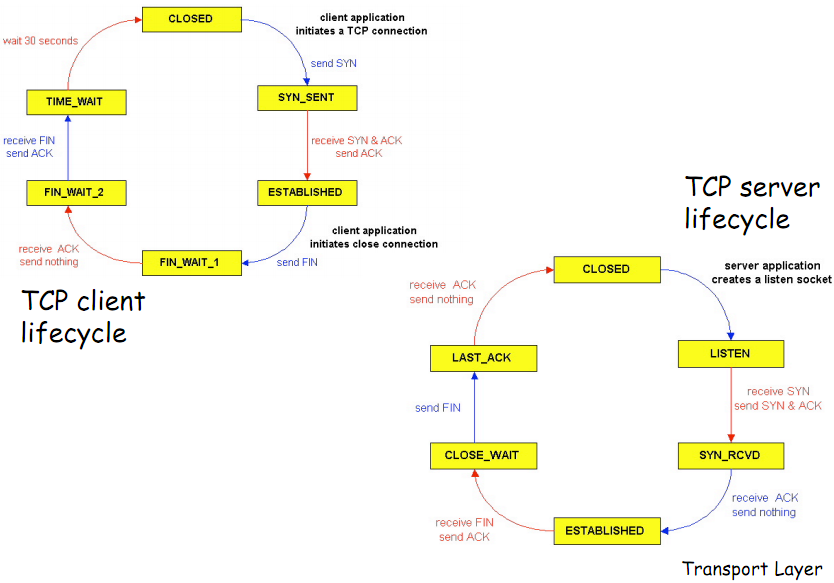 CLOSED
client application
initiates a TCP connection
wait 30 seconds
send SYN
TIME_WAIT
SYN_SENT
receive FIN
send ACK
receive SYN & ACK
send ACK
FIN_WAIT_2
ESTABLISHED
client application
initiates close connection
receive ACK
send nothing
FIN_WAIT_1
send FIN
TCP client
lifecycle
TCP server
lifecycle
CLOSED
server application
creates a listen socket
receive ACK
send nothing
LAST_ACK
LISTEN
receive SYN
send SYN & ACK
send FIN
CLOSE_WAIT
SYN_RCVD
receive ACK
send nothing
receive FIN
send ACK
ESTABLISHED
Transport Layer